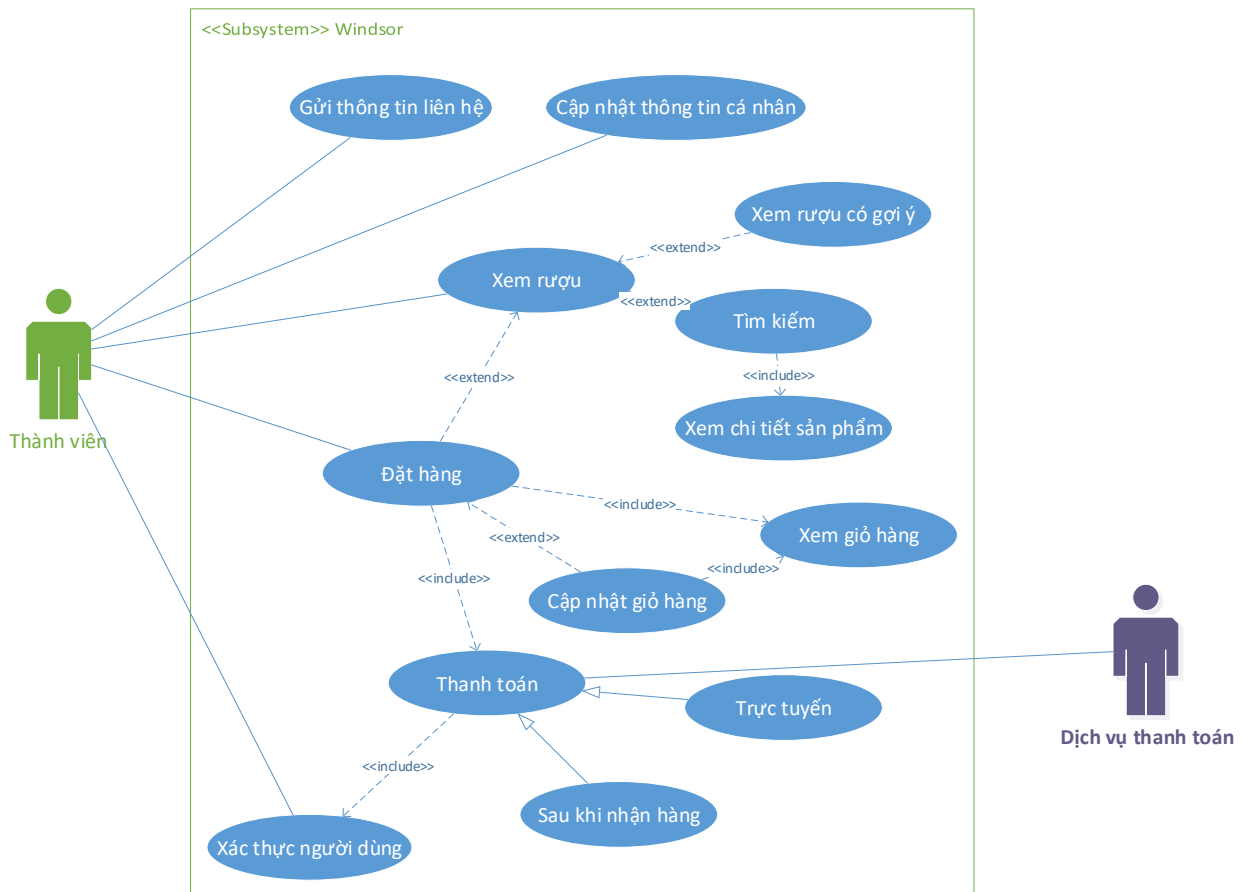 <<Subsystem>> Windsor
Gửi thông tin liên hệ
Cập nhật thông tin cá nhân
Xem rượu có gợi ý
<<extend>>
Xem rượu
<<extend>>
Tìm kiếm
<<extend>>
<<include>>
Xem chi tiết sản phẩm
Thành viên
Đặt hàng
<<include>>
Xem giỏ hàng
<<extend>>
<<include>>
<<include>>
Cập nhật giỏ hàng
Thanh toán
Trực tuyến
Dịch vụ thanh toán
<<include>>
Sau khi nhận hàng
Xác thực người dùng